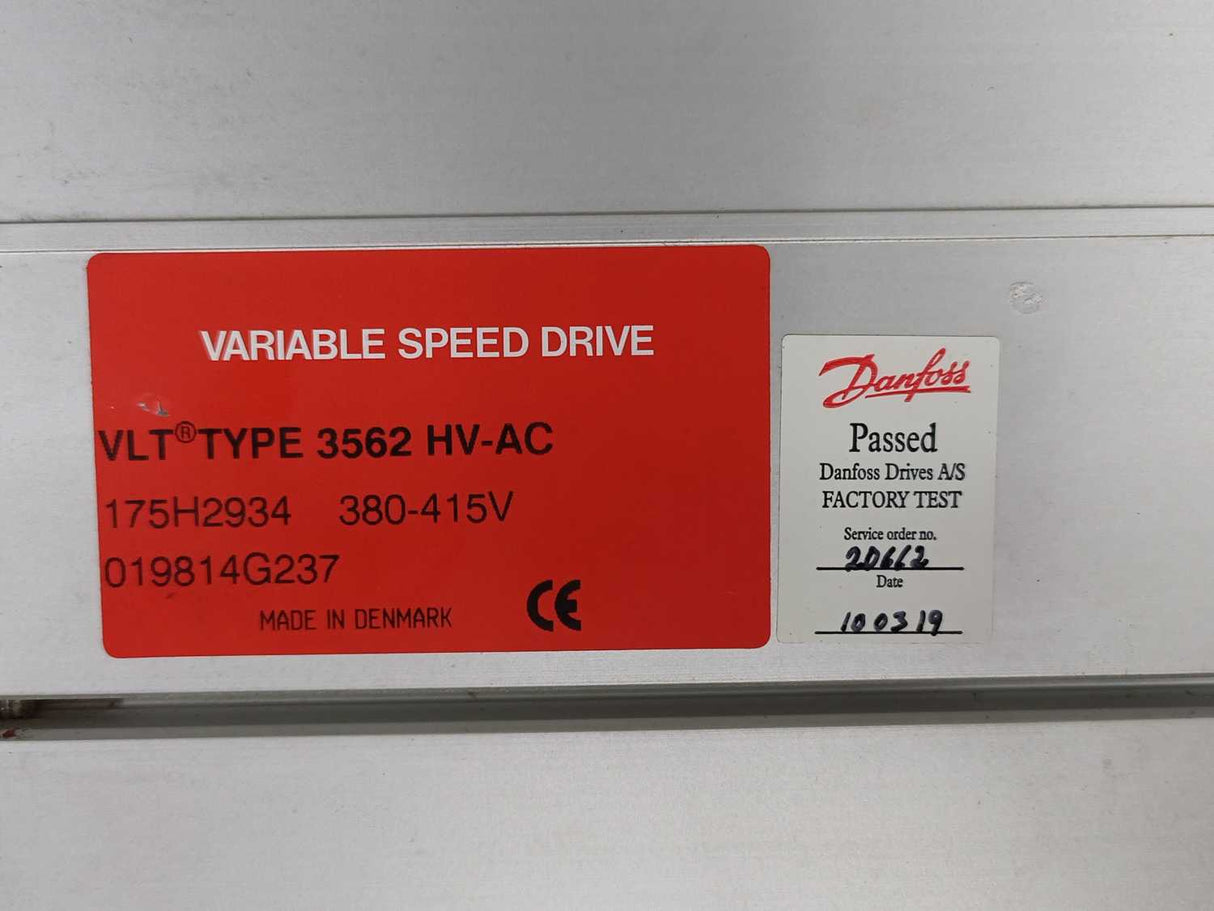 VARIABLE SPEED DRIVE
VLT® TYPE 3562 HV-AC
175H2934 380-415V
019814G237
MADE IN DENMARK CE
Danfoss
Passed
Danfoss Drives A/S
FACTORY TEST
Service order no.
20662
Date
100319